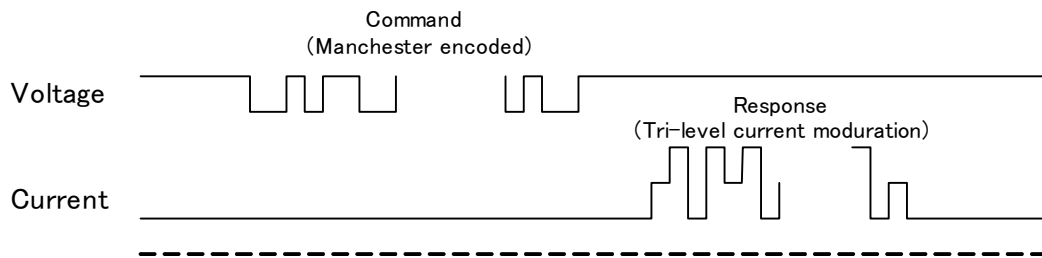 Command
(Manchester encoded)
Voltage
Response
(Tri-level current moduration)
Current